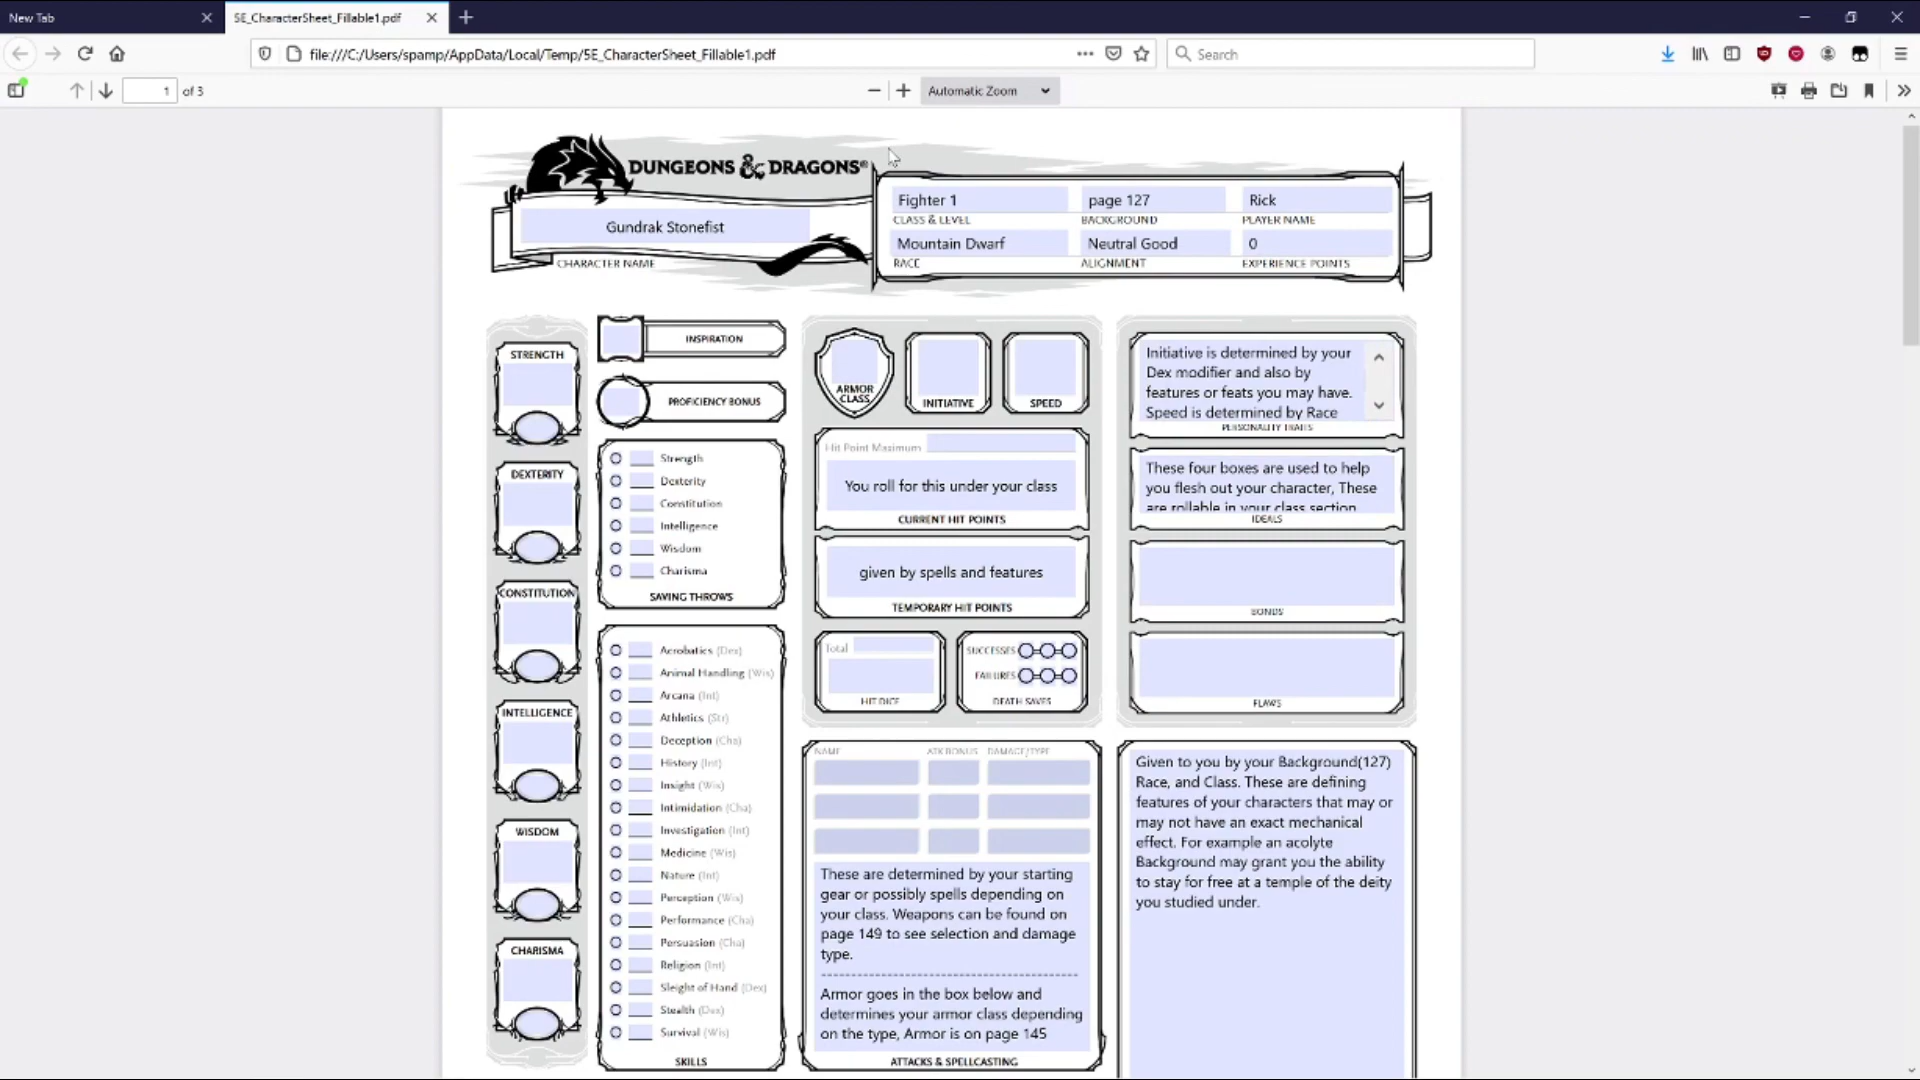 New Tab
5E_CharacterSheet_Fillable1.pdf
file:///C:/Users/spamp/AppData/Local/Temp/5E_CharacterSheet_Fillable1.pdf
Search
1 of 3
Automatic Zoom
DUNGEONS & DRAGONS®
Gundrak Stonefist
CHARACTER NAME
Fighter 1 page 127 Rick
CLASS & LEVEL BACKGROUND PLAYER NAME
Mountain Dwarf Neutral Good 0
RACE ALIGNMENT EXPERIENCE POINTS
STRENGTH
DEXTERITY
CONSTITUTION
INTELLIGENCE
WISDOM
CHARISMA
INSPIRATION
PROFICIENCY BONUS
Strength
Dexterity
Constitution
Intelligence
Wisdom
Charisma
SAVING THROWS
Acrobatics (Dex)
Animal Handling (Wis)
Arcana (Int)
Athletics (Str)
Deception (Cha)
History (Int)
Insight (Wis)
Intimidation (Cha)
Investigation (Int)
Medicine (Wis)
Nature (Int)
Perception (Wis)
Performance (Cha)
Persuasion (Cha)
Religion (Int)
Sleight of Hand (Dex)
Stealth (Dex)
Survival (Wis)
SKILLS
ARMOR
CLASS
INITIATIVE
SPEED
Hit Point Maximum
You roll for this under your class
CURRENT HIT POINTS
given by spells and features
TEMPORARY HIT POINTS
Total
HIT DICE
SUCCESSES
FAILURES
DEATH SAVES
NAME ATK BONUS DAMAGE/TYPE
These are determined by your starting
gear or possibly spells depending on
your class. Weapons can be found on
page 149 to see selection and damage
type.
--------------------------------------------
Armor goes in the box below and
determines your armor class depending
on the type, Armor is on page 145
ATTACKS & SPELLCASTING
Initiative is determined by your
Dex modifier and also by
features or feats you may have.
Speed is determined by Race
PERSONALITY TRAITS
These four boxes are used to help
you flesh out your character, These
are rollable in your class section
IDEALS
BONDS
FLAWS
Given to you by your Background(127)
Race, and Class. These are defining
features of your characters that may or
may not have an exact mechanical
effect. For example an acolyte
Background may grant you the ability
to stay for free at a temple of the deity
you studied under.